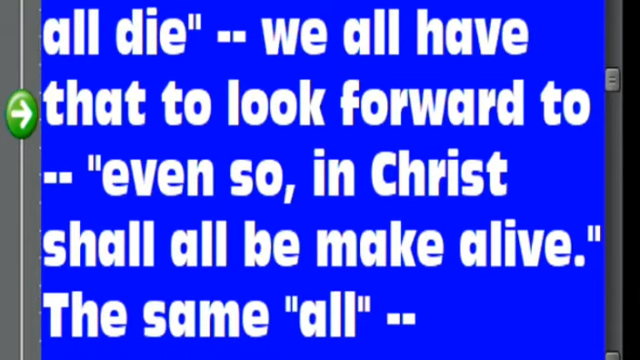 all die" -- we all have
that to look forward to
-- "even so, in Christ
shall all be make alive."
The same "all" --